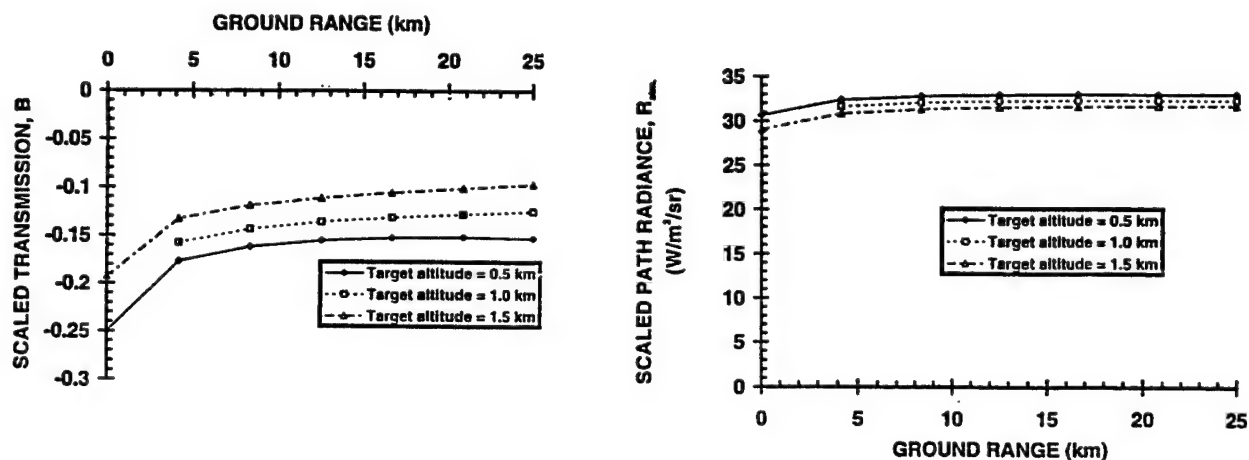 GROUND RANGE (km)
0 5 10 15 20 25
0
-0.05
-0.1
-0.15
-0.2
-0.25
-0.3
SCALED TRANSMISSION, B
Target altitude = 0.5 km
Target altitude = 1.0 km
Target altitude = 1.5 km
35
30
25
20
15
10
5
0
SCALED PATH RADIANCE, R
(W/m²/sr)
Target altitude = 0.5 km
Target altitude = 1.0 km
Target altitude = 1.5 km
0 5 10 15 20 25
GROUND RANGE (km)